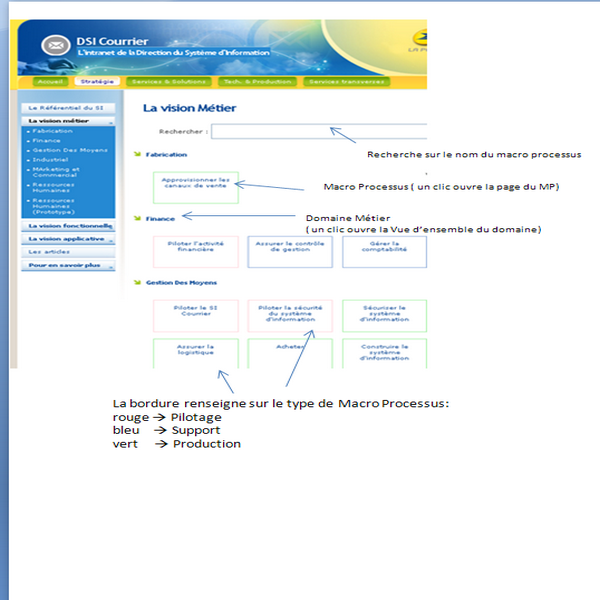 DSI Courrier
L'intranet de la Direction du Système d'Information
LA P
Accueil Stratégie Services & Solutions Tech. & Production Services transverses
Le Référentiel du SI
La vision métier
Fabrication
Finance
Gestion Des Moyens
Industriel
MArketing et
Commercial
Ressources
Humaines
Ressources
Humaines
(Prototype)
La vision fonctionnelle
La vision applicative
Les articles
Pour en savoir plus
La vision Métier
Rechercher :
Recherche sur le nom du macro processus
Fabrication
Approvisionner les
canaux de vente
Macro Processus ( un clic ouvre la page du MP)
Finance
Domaine Métier
( un clic ouvre la Vue d'ensemble du domaine)
Piloter l'activité
financière
Assurer le contrôle
de gestion
Gérer la
comptabilité
Gestion Des Moyens
Piloter le SI
Courrier
Piloter la sécurité
du système
d'information
Sécuriser le
système
d'information
Assurer la
logistique
Acheter
Construire le
système
d'information
La bordure renseigne sur le type de Macro Processus:
rouge → Pilotage
bleu → Support
vert → Production